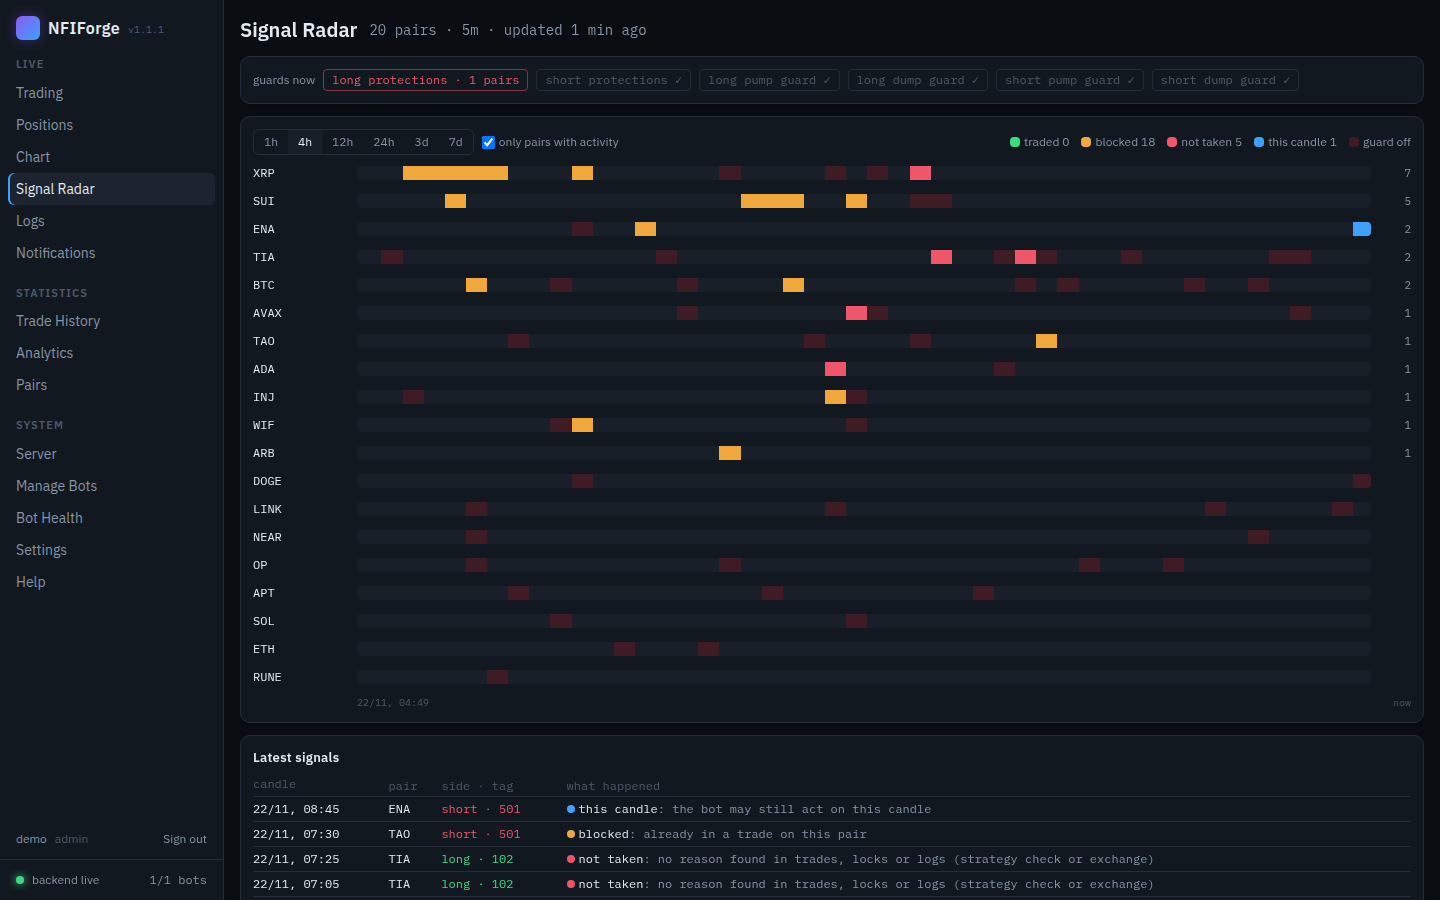 NFIForge v1.1.1
LIVE
Trading
Positions
Chart
Signal Radar
Logs
Notifications
STATISTICS
Trade History
Analytics
Pairs
SYSTEM
Server
Manage Bots
Bot Health
Settings
Help
demo admin Sign out
backend live 1/1 bots
Signal Radar 20 pairs · 5m · updated 1 min ago
guards now long protections · 1 pairs short protections ✓ long pump guard ✓ long dump guard ✓ short pump guard ✓ short dump guard ✓
1h 4h 12h 24h 3d 7d only pairs with activity traded 0 blocked 18 not taken 5 this candle 1 guard off
XRP 7
SUI 5
ENA 2
TIA 2
BTC 2
AVAX 1
TAO 1
ADA 1
INJ 1
WIF 1
ARB 1
DOGE
LINK
NEAR
OP
APT
SOL
ETH
RUNE
22/11, 04:49 now
Latest signals
candle pair side · tag what happened
22/11, 08:45 ENA short · 501 this candle: the bot may still act on this candle
22/11, 07:30 TAO short · 501 blocked: already in a trade on this pair
22/11, 07:25 TIA long · 102 not taken: no reason found in trades, locks or logs (strategy check or exchange)
22/11, 07:05 TIA long · 102 not taken: no reason found in trades, locks or logs (strategy check or exchange)